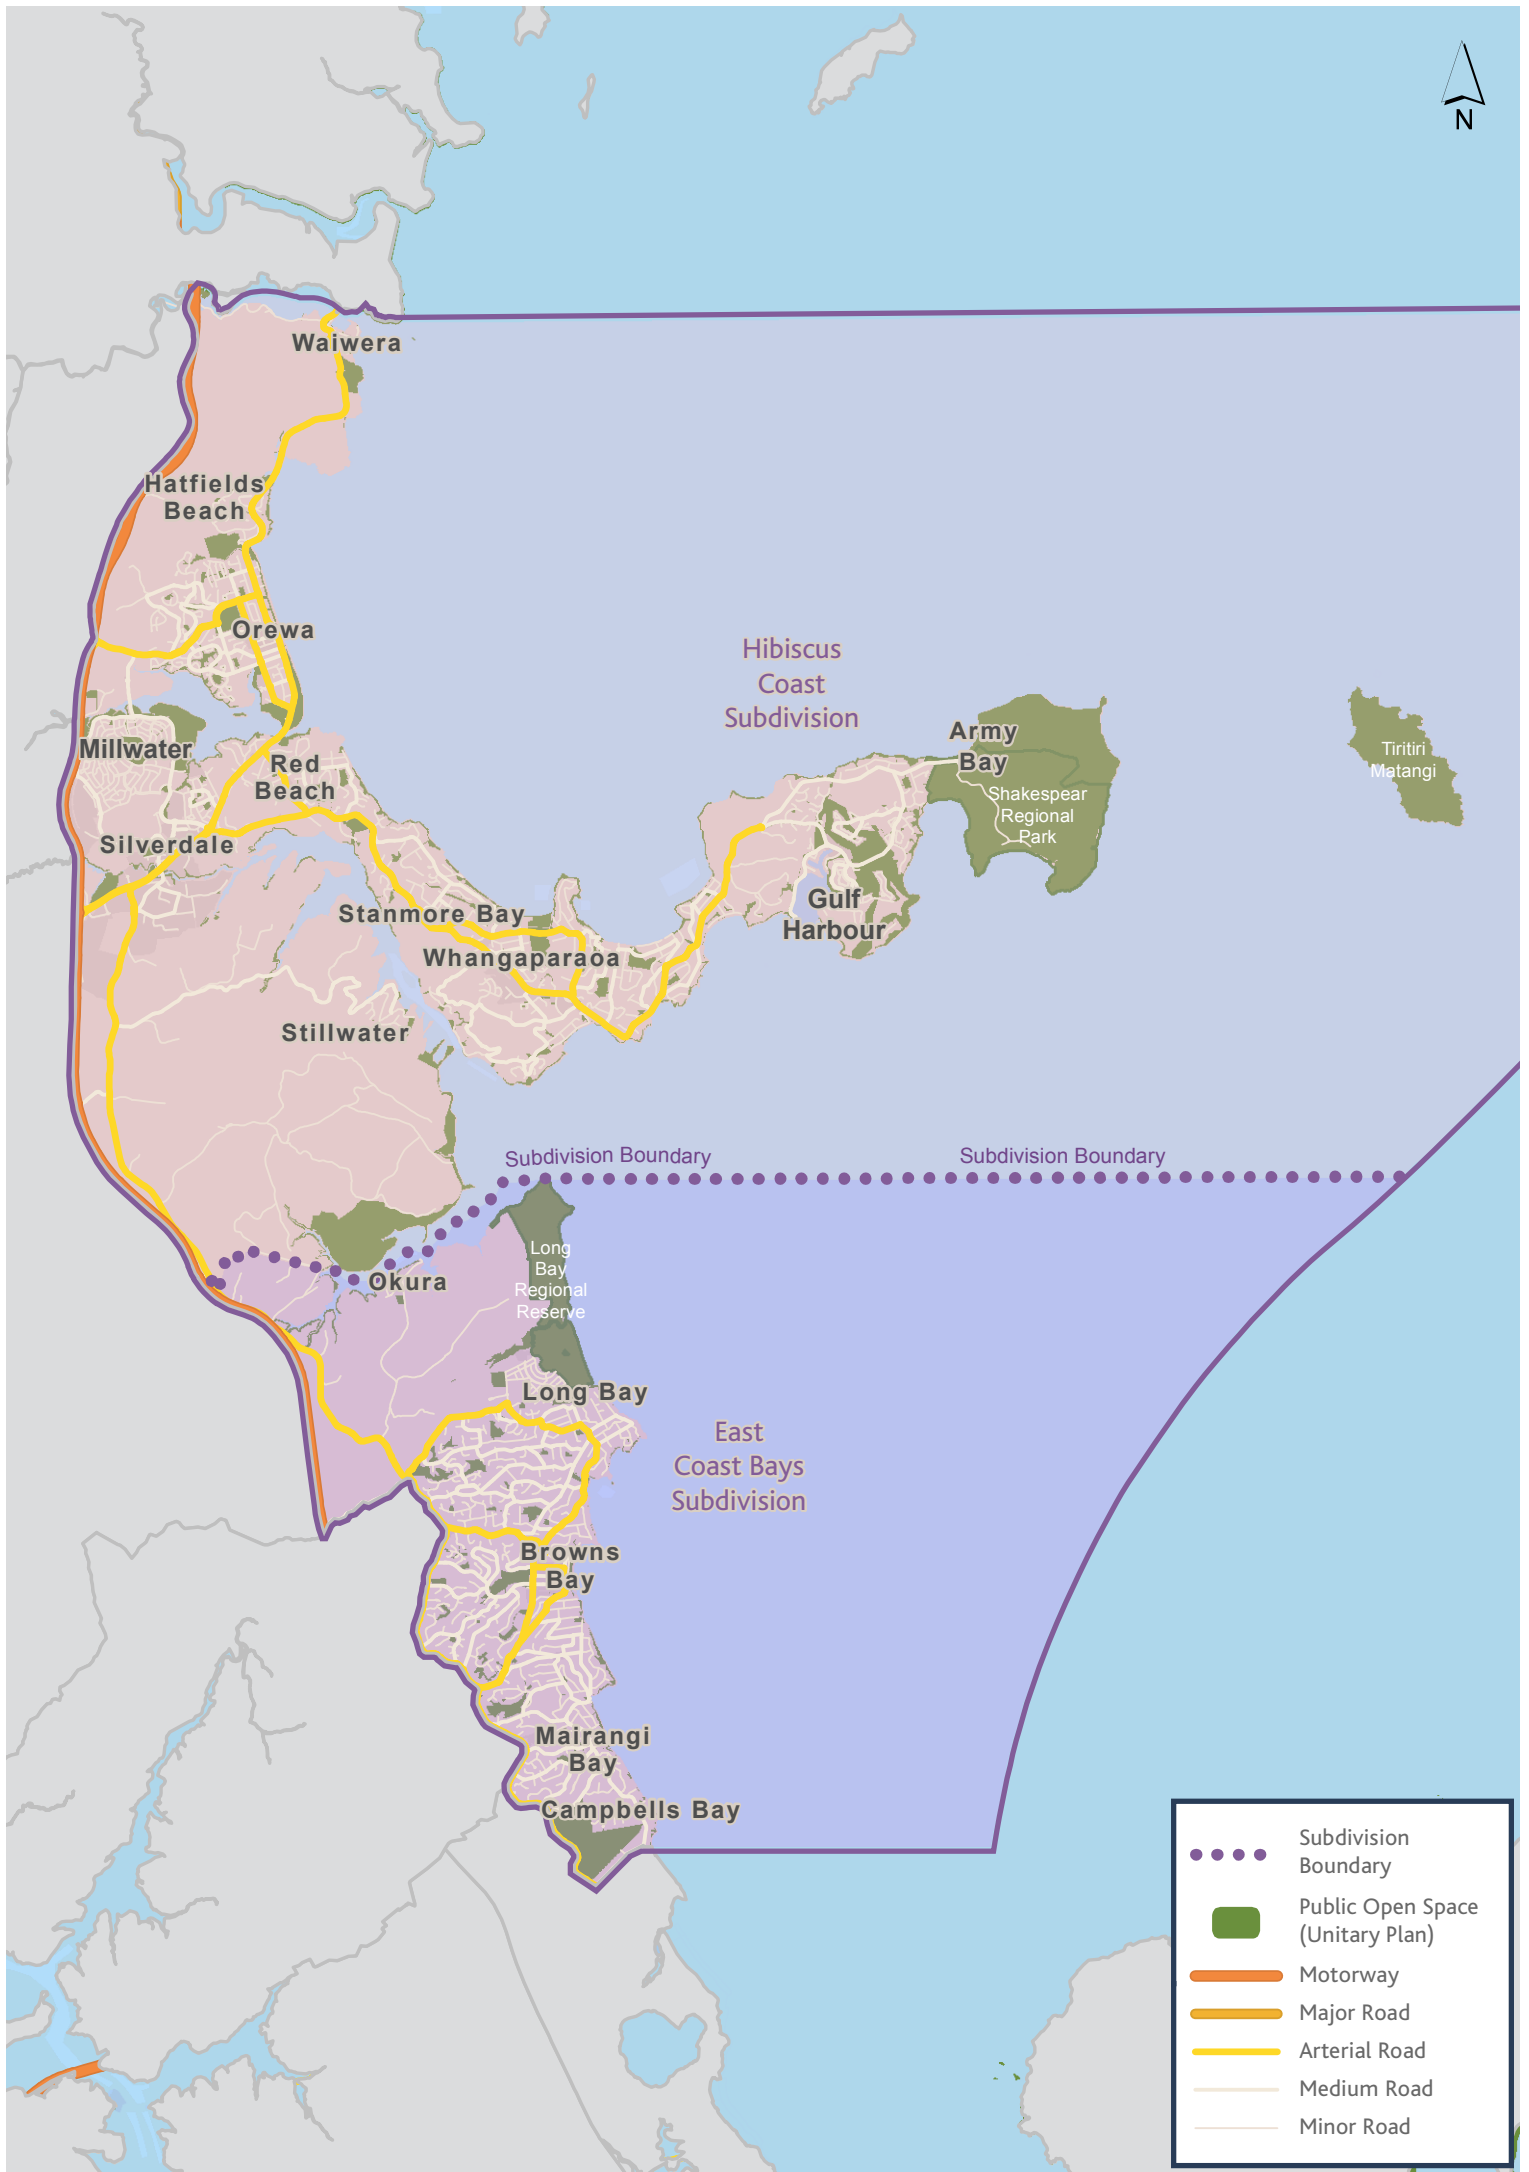 N
Waiwera
Hatfields
Beach
Orewa
Hibiscus
Coast
Subdivision
Army
Bay
Millwater
Red
Beach
Tiritiri
Matangi
Shakespear
Regional
Park
Silverdale
Gulf
Harbour
Stanmore Bay
Whangaparaoa
Stillwater
Subdivision Boundary
Subdivision Boundary
Long
Bay
Regional
Reserve
Okura
Long Bay
East
Coast Bays
Subdivision
Browns
Bay
Mairangi
Bay
Campbells Bay
Subdivision
Boundary
Public Open Space
(Unitary Plan)
Motorway
Major Road
Arterial Road
Medium Road
Minor Road